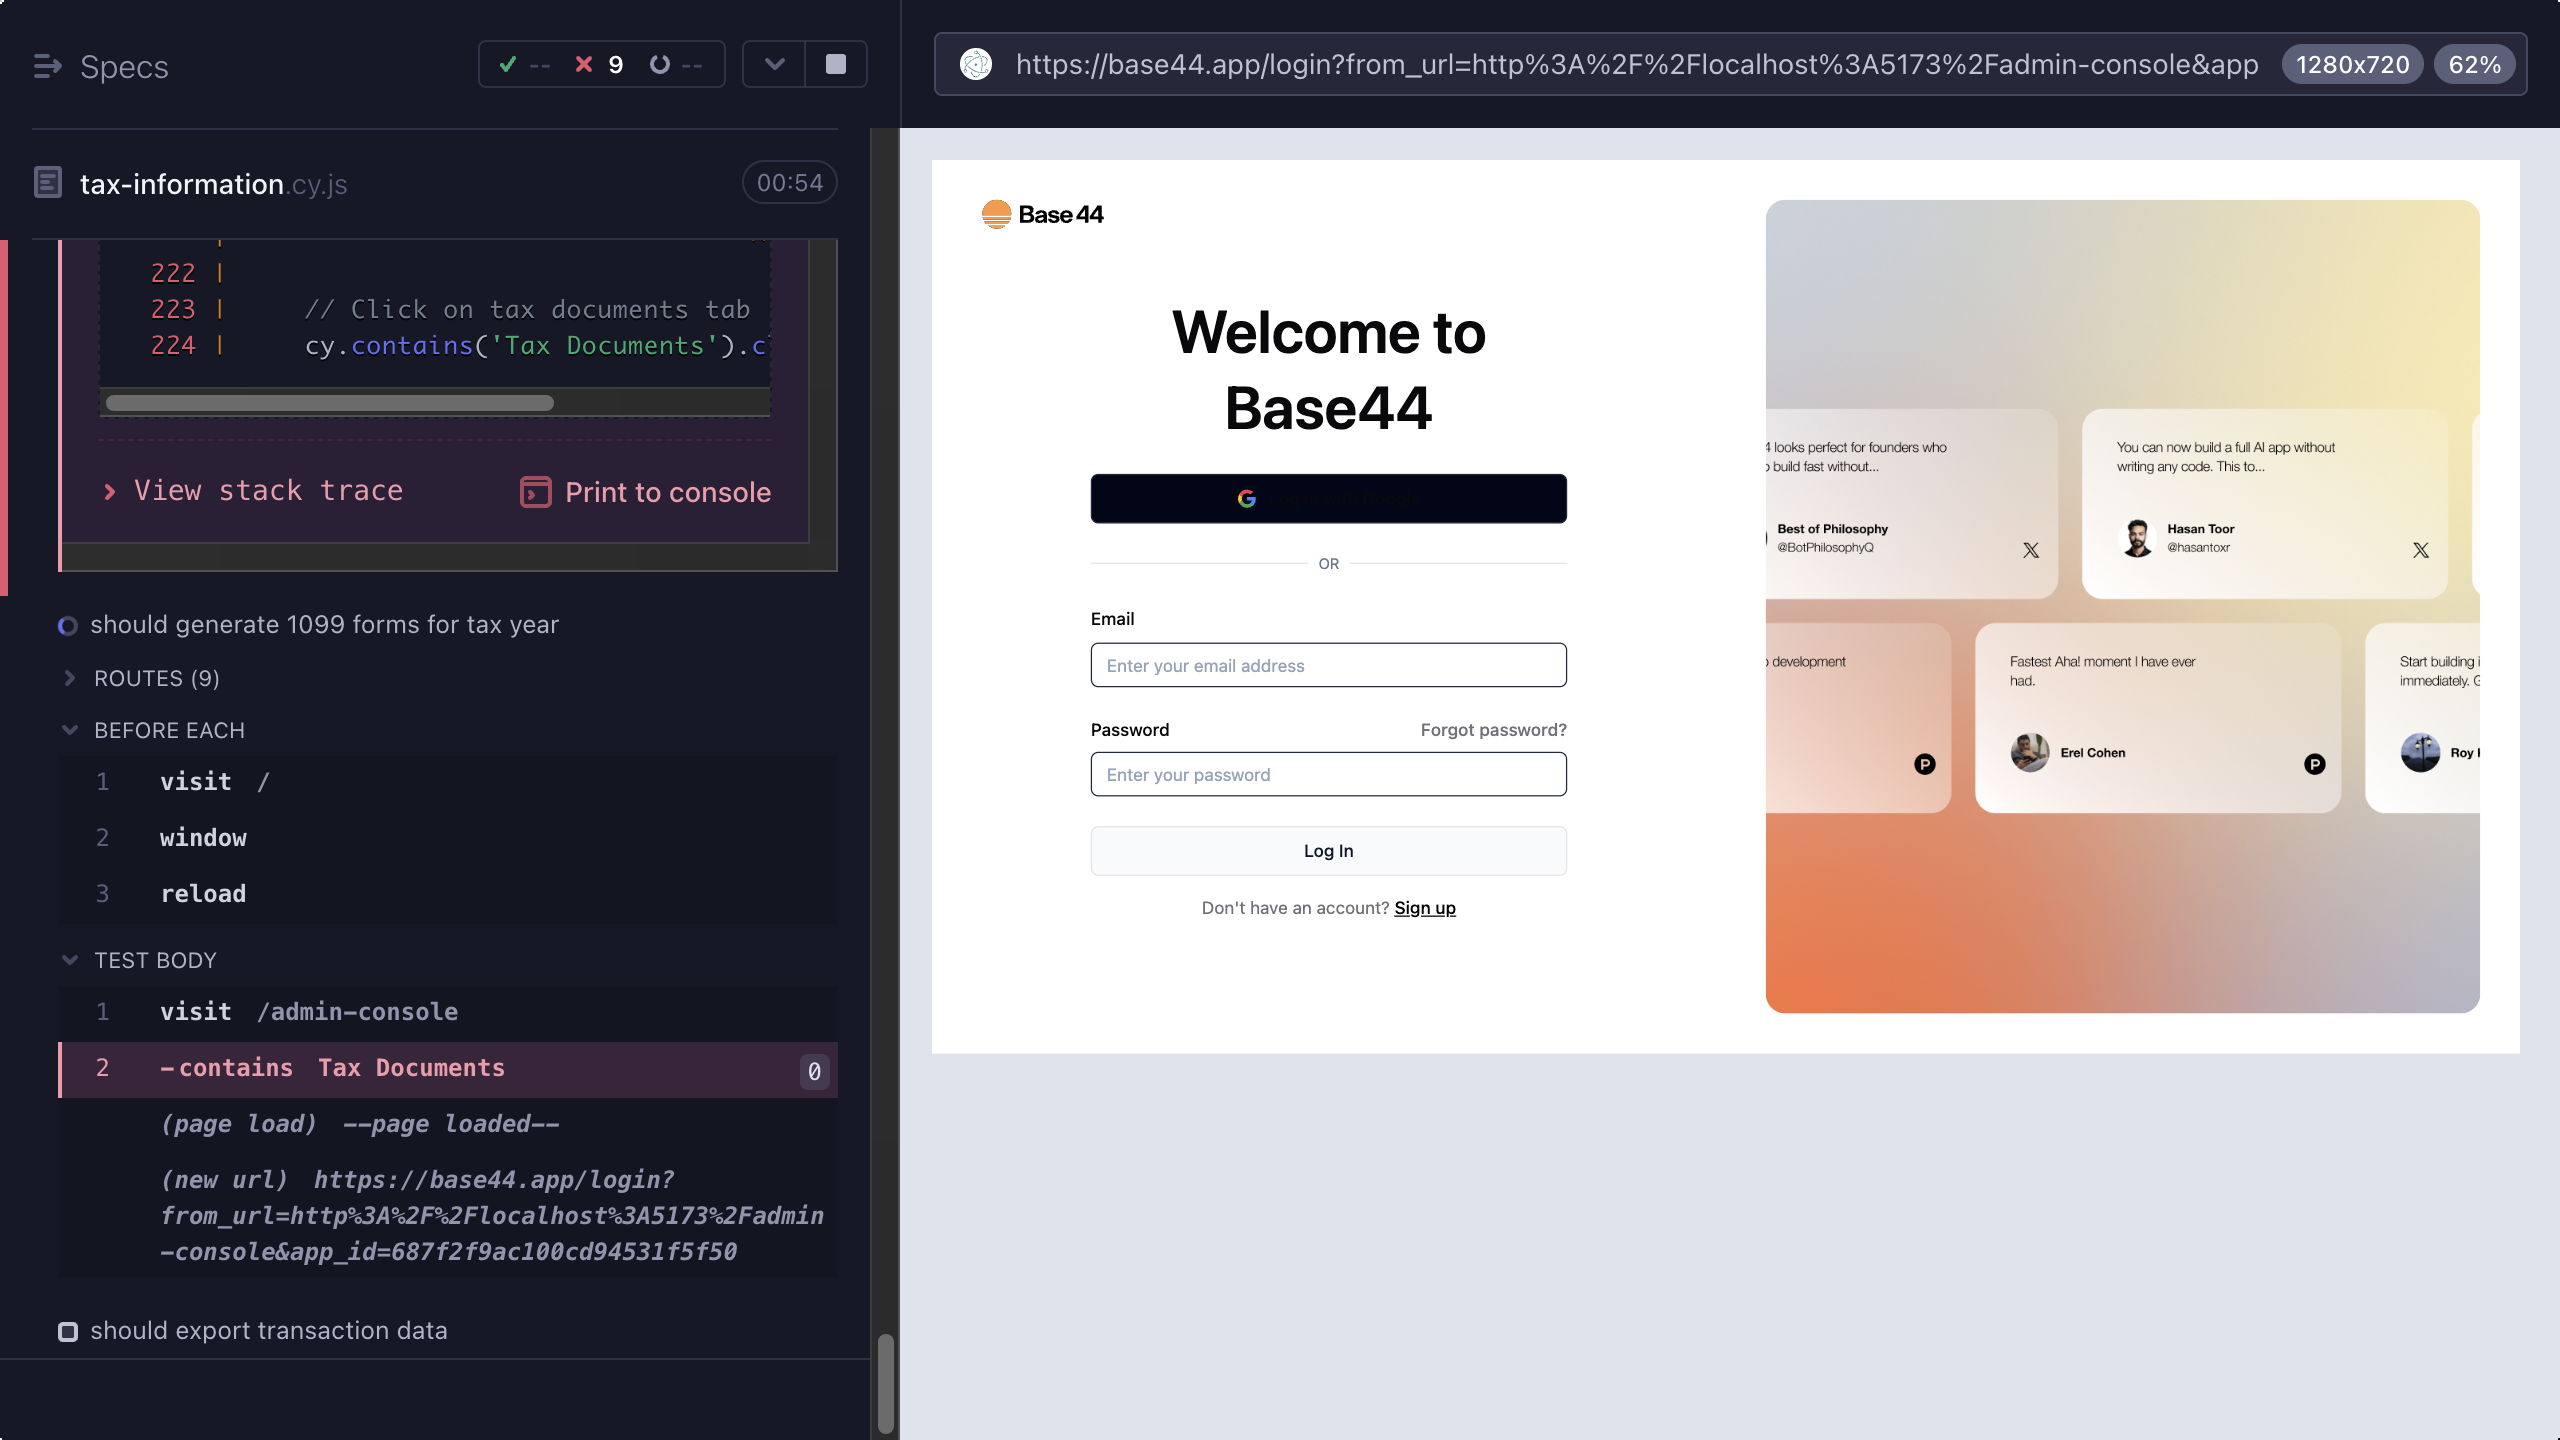 Specs
-- 9 --
tax-information.cy.js
00:54
222 |
223 | // Click on tax documents tab
224 | cy.contains('Tax Documents').c
View stack trace
Print to console
should generate 1099 forms for tax year
ROUTES (9)
BEFORE EACH
1 visit /
2 window
3 reload
TEST BODY
1 visit /admin-console
2 -contains Tax Documents 0
(page load) --page loaded--
(new url) https://base44.app/login?
from_url=http%3A%2F%2Flocalhost%3A5173%2Fadmin
-console&app_id=687f2f9ac100cd94531f5f50
should export transaction data
https://base44.app/login?from_url=http%3A%2F%2Flocalhost%3A5173%2Fadmin-console&app
1280x720
62%
Base 44
Welcome to
Base44
OR
Email
Enter your email address
Password
Forgot password?
Enter your password
Log In
Don't have an account? Sign up
4 looks perfect for founders who
build fast without...
Best of Philosophy
@BotPhilosophyQ
You can now build a full AI app without
writing any code. This to...
Hasan Toor
@hasantoxr
development
Fastest Aha! moment I have ever
had.
Erel Cohen
Start building
immediately.
Roy